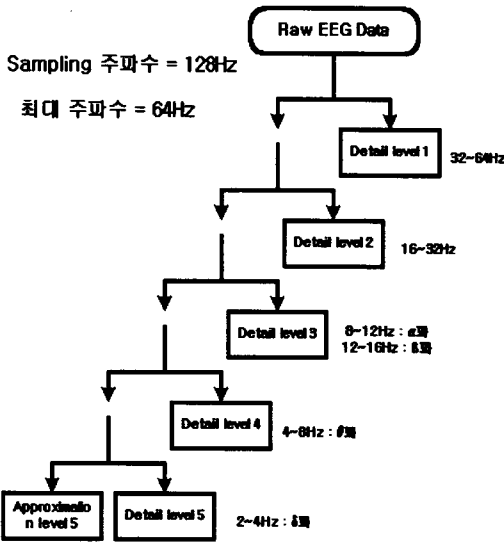 Raw EEG Data
Sampling 주파수 = 128Hz
최대 주파수 = 64Hz
Detail level 1
32~64Hz
Detail level 2
16~32Hz
Detail level 3
8~12Hz : α파
12~16Hz : ß파
Detail level 4
4~8Hz : θ파
Approximatio
n level 5
Detail level 5
2~4Hz : δ파